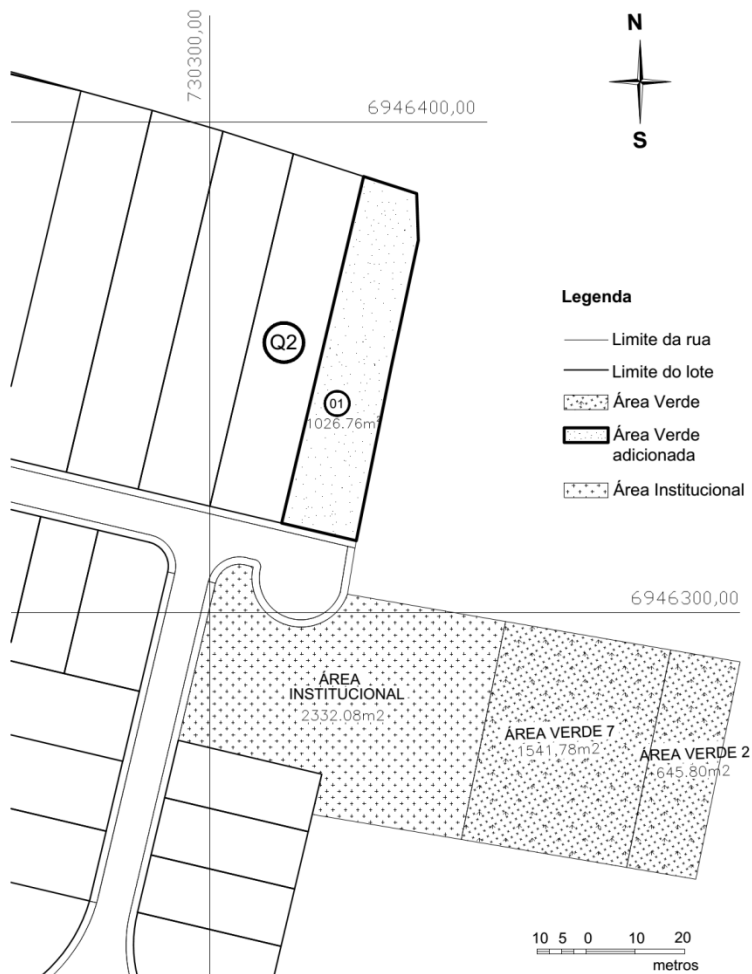 730300,00
6946400,00
N
S
Q2
01
1026.76m²
Legenda
Limite da rua
Limite do lote
Área Verde
Área Verde
adicionada
Área Institucional
6946300,00
ÁREA
INSTITUCIONAL
2332.08m2
ÁREA VERDE 7
1541.78m2
ÁREA VERDE 2
645.80m2
10 5 0 10 20
metros